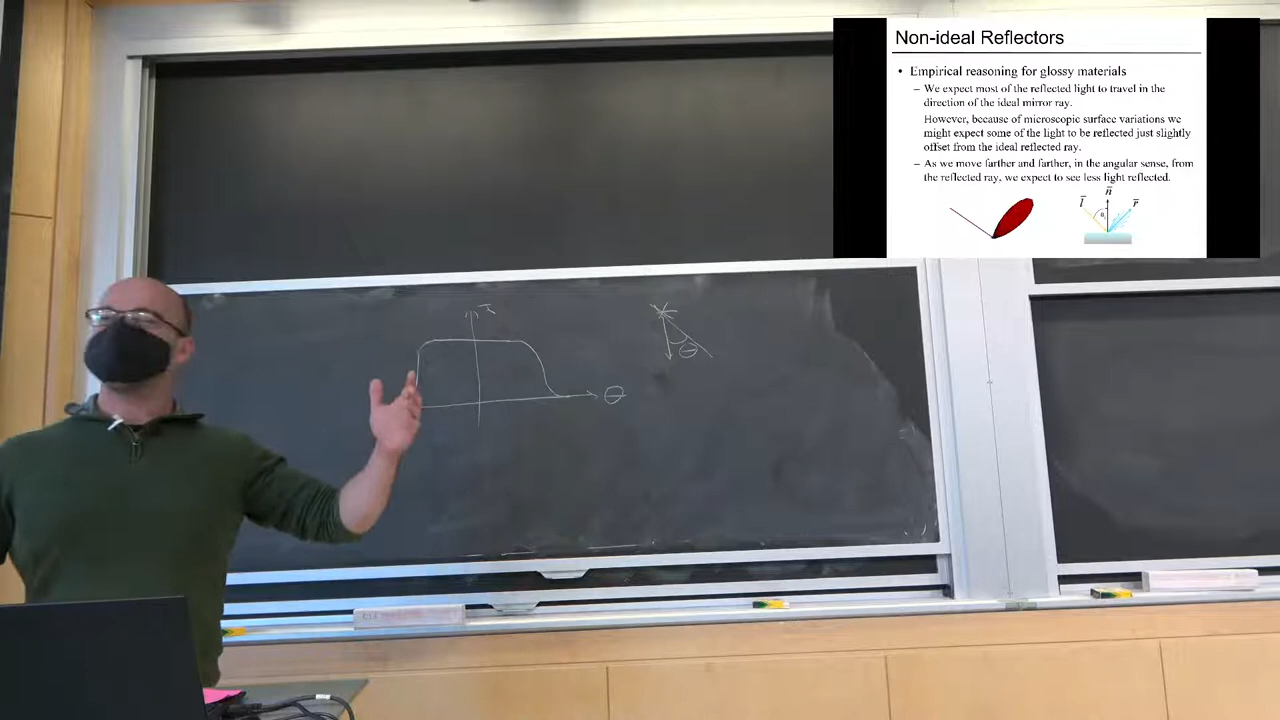 Non-ideal Reflectors
• Empirical reasoning for glossy materials
– We expect most of the reflected light to travel in the
direction of the ideal mirror ray.
However, because of microscopic surface variations we
might expect some of the light to be reflected just slightly
offset from the ideal reflected ray.
– As we move farther and farther, in the angular sense, from
the reflected ray, we expect to see less light reflected.
l n r
θ
θ